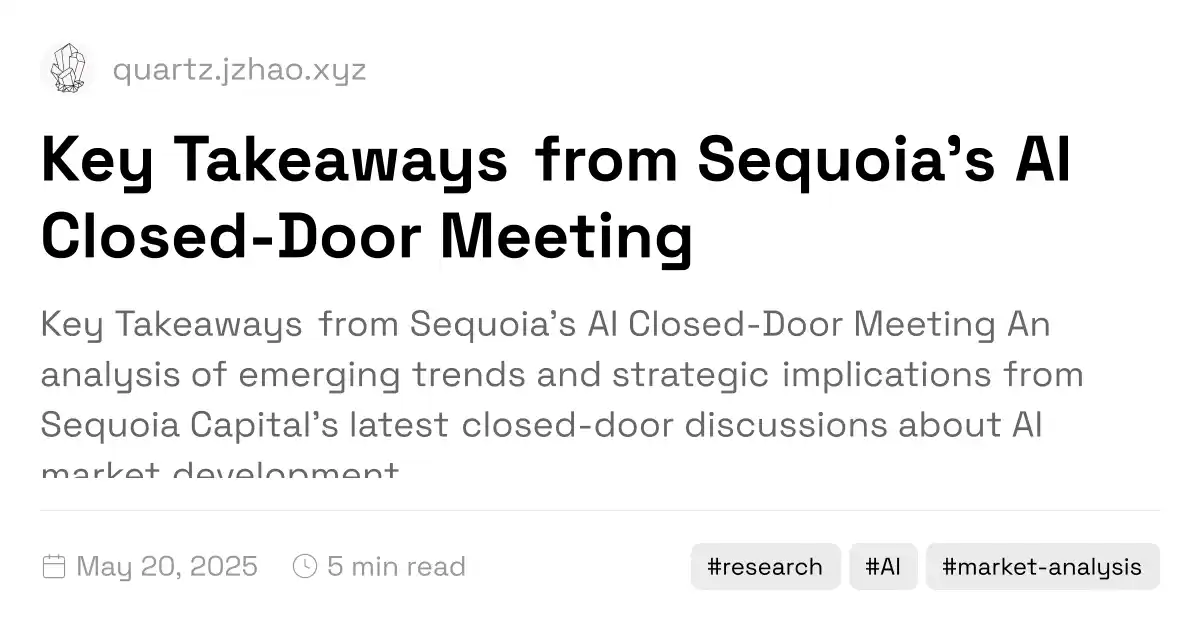 quartz.jzhao.xyz
Key Takeaways from Sequoia’s AI
Closed-Door Meeting
Key Takeaways from Sequoia’s AI Closed-Door Meeting An
analysis of emerging trends and strategic implications from
Sequoia Capital’s latest closed-door discussions about AI
market development
May 20, 2025 5 min read #research #AI #market-analysis